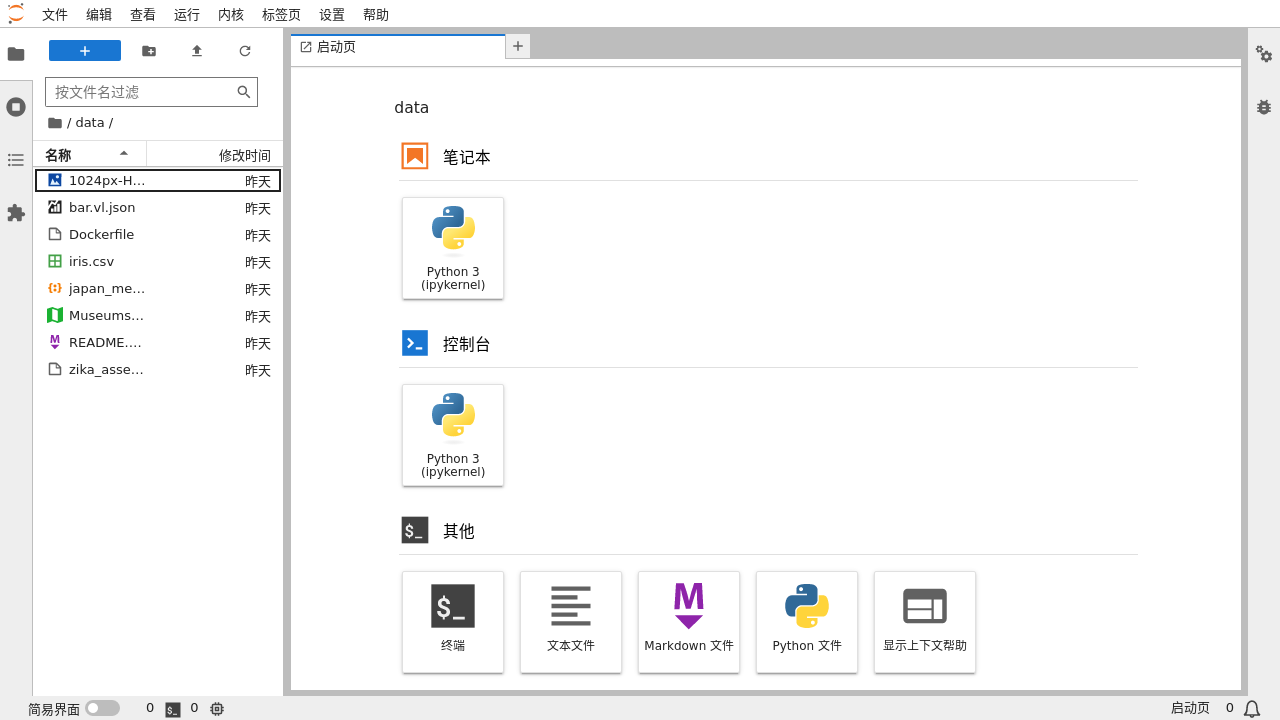 文件 编辑 查看 运行 内核 标签页 设置 帮助
启动页
按文件名过滤
/ data /
名称 修改时间
1024px-H… 昨天
bar.vl.json 昨天
Dockerfile 昨天
iris.csv 昨天
japan_me… 昨天
Museums… 昨天
README.… 昨天
zika_asse… 昨天
data
笔记本
Python 3
(ipykernel)
控制台
Python 3
(ipykernel)
其他
$_ 终端
文本文件
M Markdown 文件
Python 文件
显示上下文帮助
简易界面 0 $_ 0 启动页 0